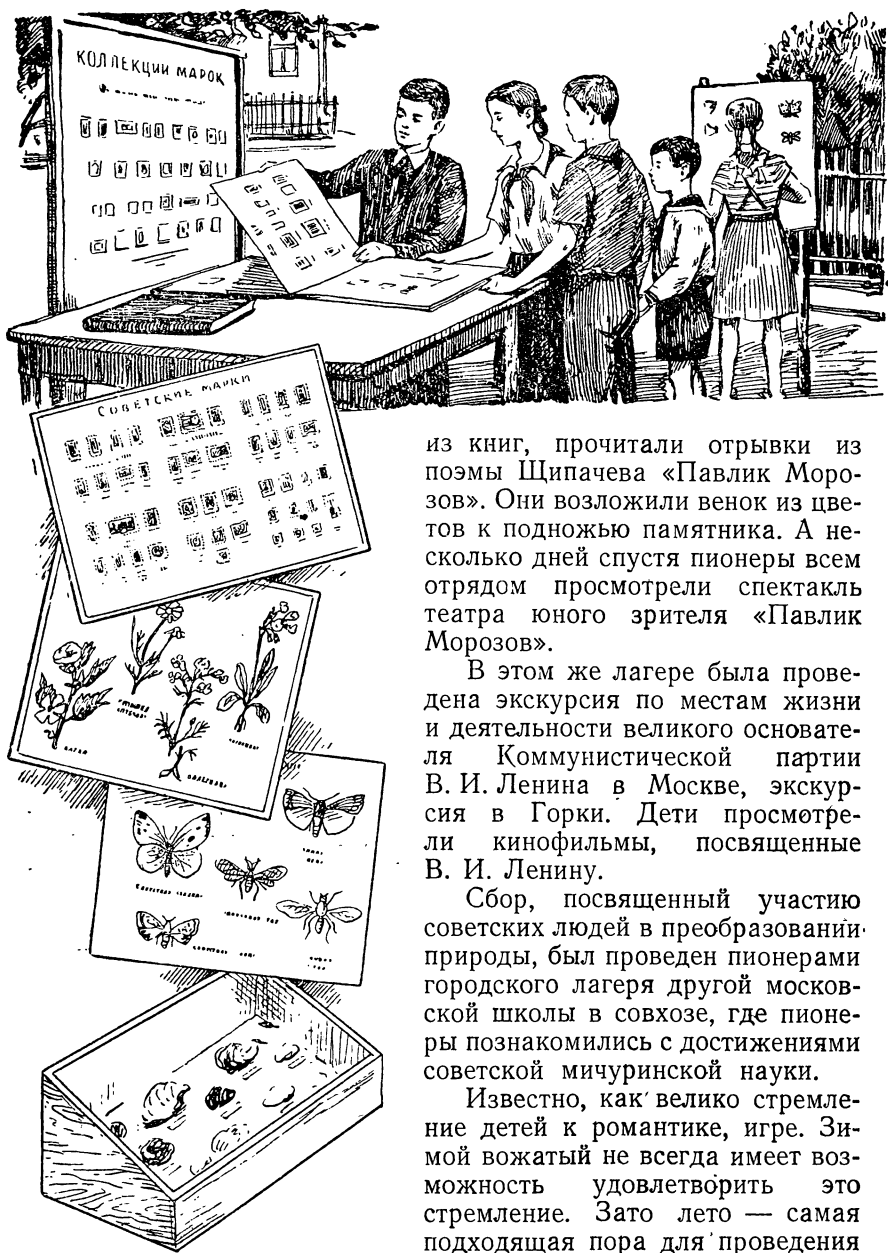 КОЛЛЕКЦИИ МАРОК
СОВЕТСКИЕ МАРКИ
из книг, прочитали отрывки из
поэмы Щипачева «Павлик Моро-
зов». Они возложили венок из цве-
тов к подножью памятника. А не-
сколько дней спустя пионеры всем
отрядом просмотрели спектакль
театра юного зрителя «Павлик
Морозов».
В этом же лагере была прове-
дена экскурсия по местам жизни
и деятельности великого основате-
ля Коммунистической партии
В. И. Ленина в Москве, экскур-
сия в Горки. Дети просмотре-
ли кинофильмы, посвященные
В. И. Ленину.
Сбор, посвященный участию
советских людей в преобразовании
природы, был проведен пионерами
городского лагеря другой москов-
ской школы в совхозе, где пионе-
ры познакомились с достижениями
советской мичуринской науки.
Известно, как велико стремле-
ние детей к романтике, игре. Зи-
мой вожатый не всегда имеет воз-
можность удовлетворить это
стремление. Зато лето — самая
подходящая пора для проведения